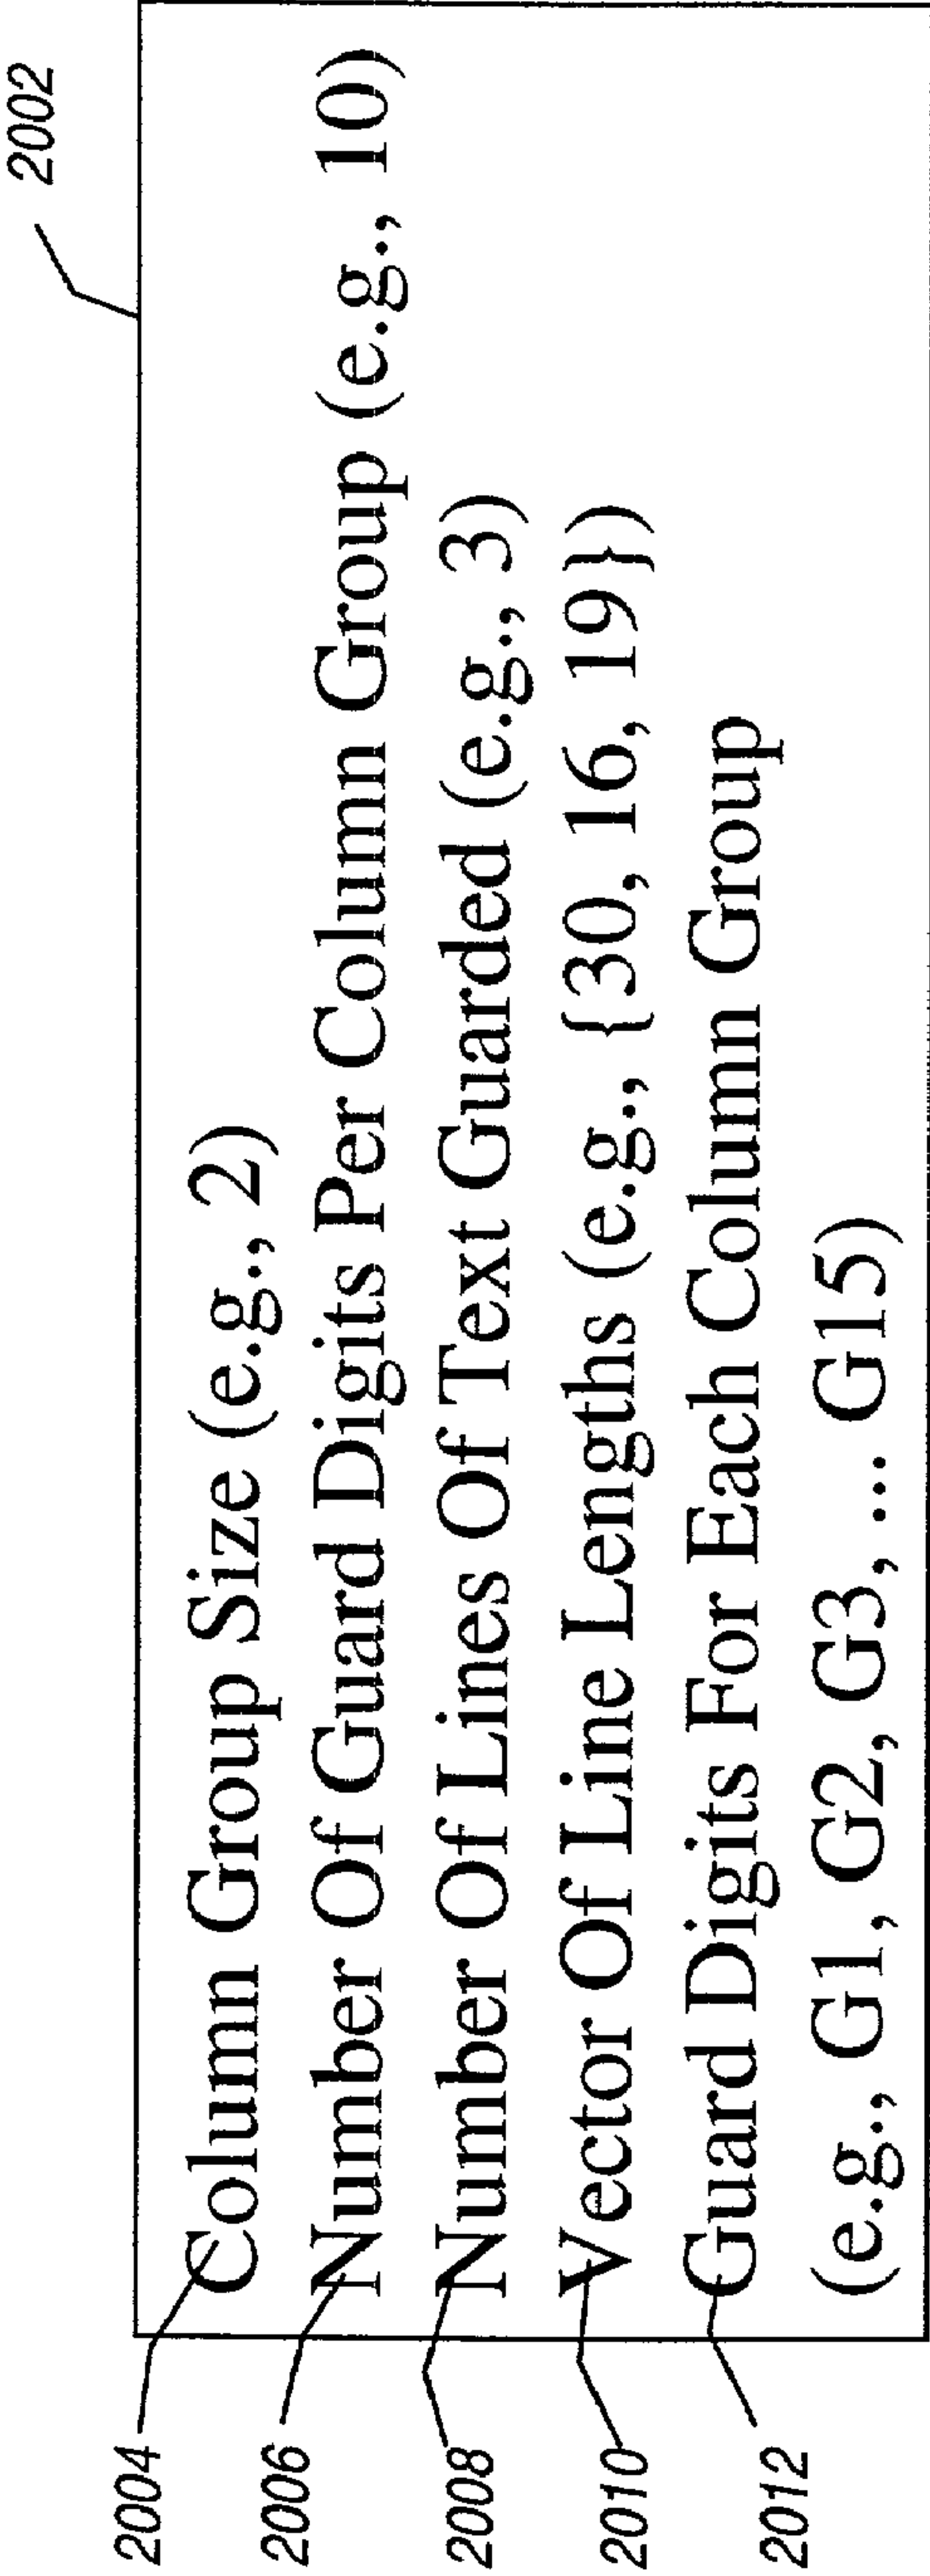 2002
2004 Column Group Size (e.g., 2)
2006 Number Of Guard Digits Per Column Group (e.g., 10)
2008 Number Of Lines Of Text Guarded (e.g., 3)
2010 Vector Of Line Lengths (e.g., {30, 16, 19})
2012 Guard Digits For Each Column Group
(e.g., G1, G2, G3, ... G15)